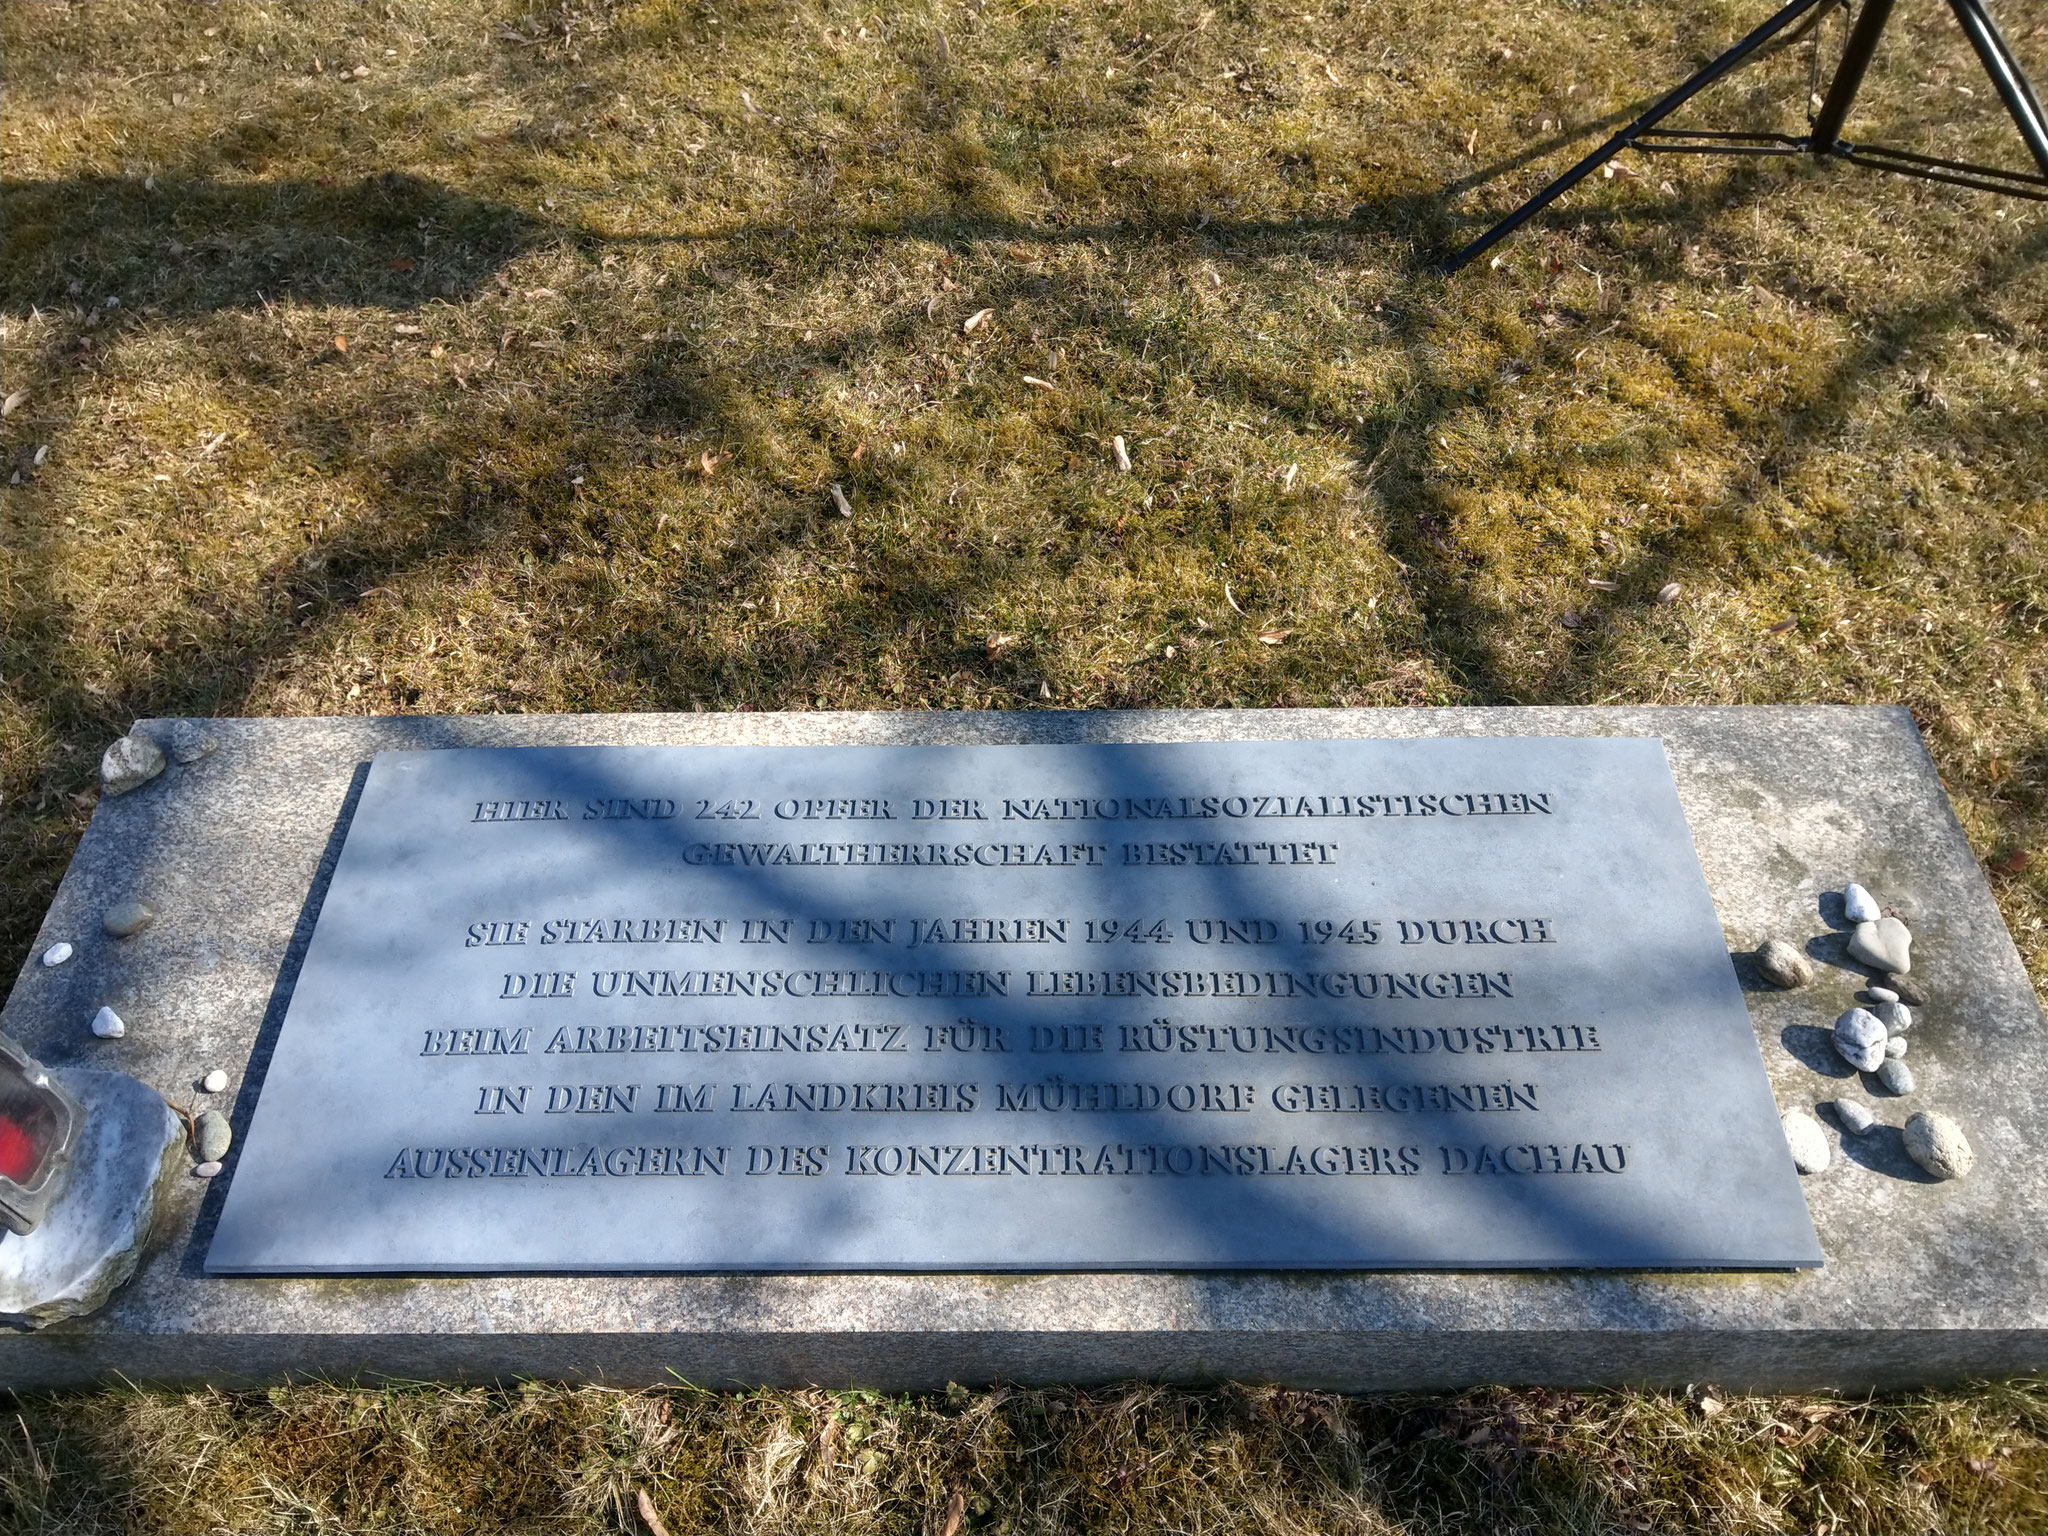 HIER SIND 242 OPFER DER NATIONALSOZIALISTISCHEN
GEWALTHERRSCHAFT BESTATTET
SIE STARBEN IN DEN JAHREN 1944 UND 1945 DURCH
DIE UNMENSCHLICHEN LEBENSBEDINGUNGEN
BEIM ARBEITSEINSATZ FÜR DIE RÜSTUNGSINDUSTRIE
IN DEN IM LANDKREIS MÜHLDORF GELEGENEN
AUSSENLAGERN DES KONZENTRATIONSLAGERS DACHAU